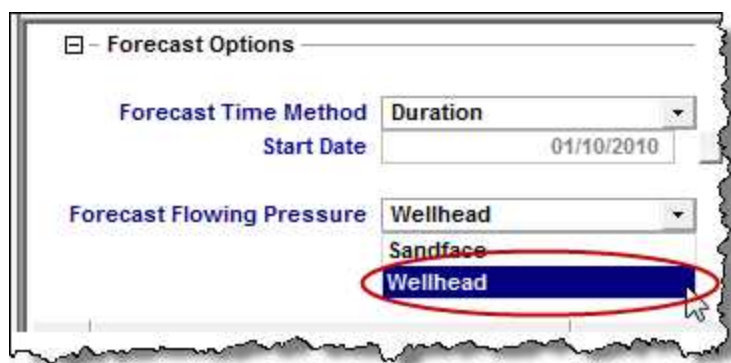 Forecast Options
Forecast Time Method Duration
Start Date 01/10/2010
Forecast Flowing Pressure Wellhead
Sandface
Wellhead